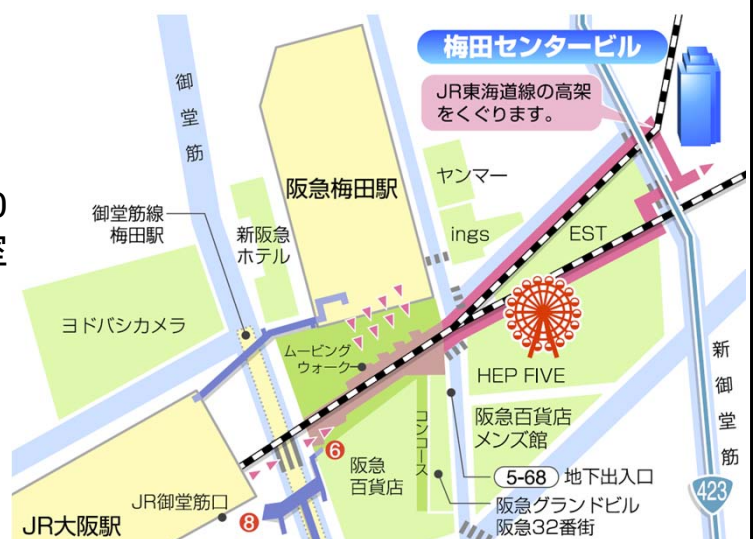 梅田センタービル
JR東海道線の高架
をくぐります。
御堂筋
阪急梅田駅
ヤンマー
御堂筋線
梅田駅
新阪急
ホテル
ings
EST
ヨドバシカメラ
ムービング
ウォーク
HEP FIVE
新御堂筋
コンコース
阪急百貨店
メンズ館
6
阪急
百貨店
5-68 地下出入口
423
JR御堂筋口
8
阪急グランドビル
阪急32番街
JR大阪駅